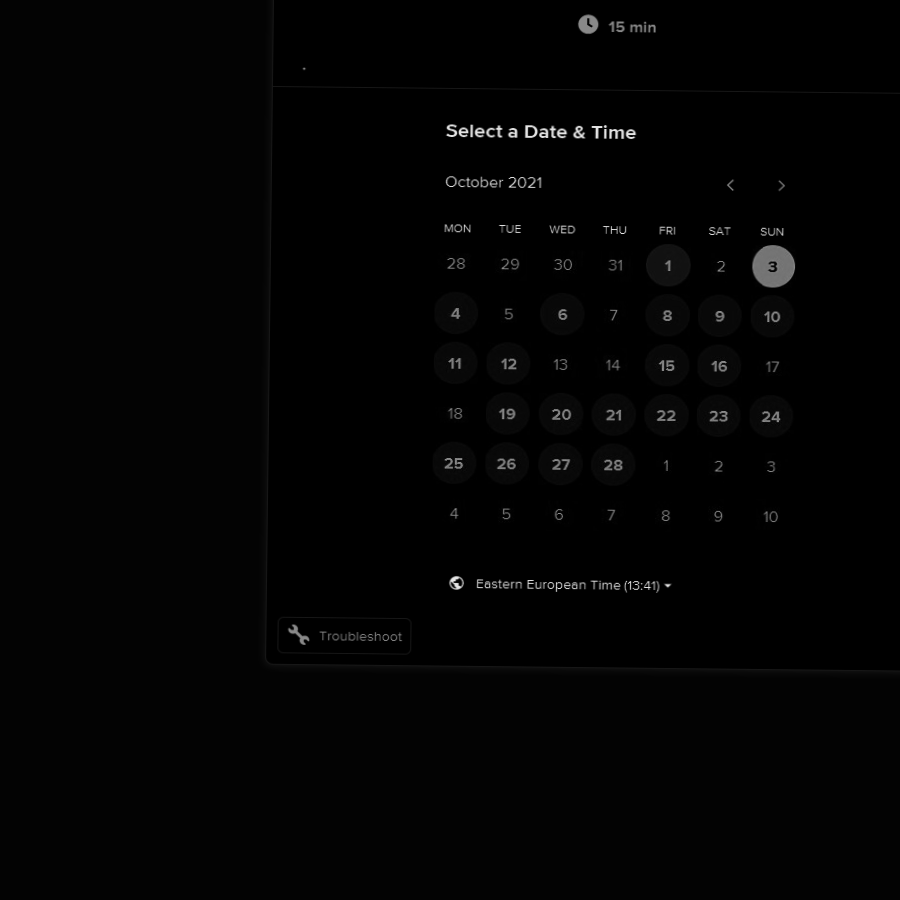 15 min
.
Select a Date & Time
October 2021
MON TUE WED THU FRI SAT SUN
28 29 30 31 1 2 3
4 5 6 7 8 9 10
11 12 13 14 15 16 17
18 19 20 21 22 23 24
25 26 27 28 1 2 3
4 5 6 7 8 9 10
Eastern European Time (13:41)
Troubleshoot